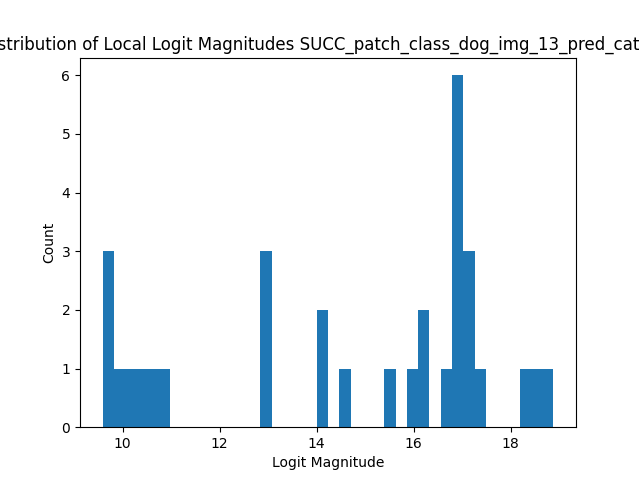 stribution of Local Logit Magnitudes SUCC_patch_class_dog_img_13_pred_cat
6
5
4
3
2
1
0
Count
10 12 14 16 18
Logit Magnitude